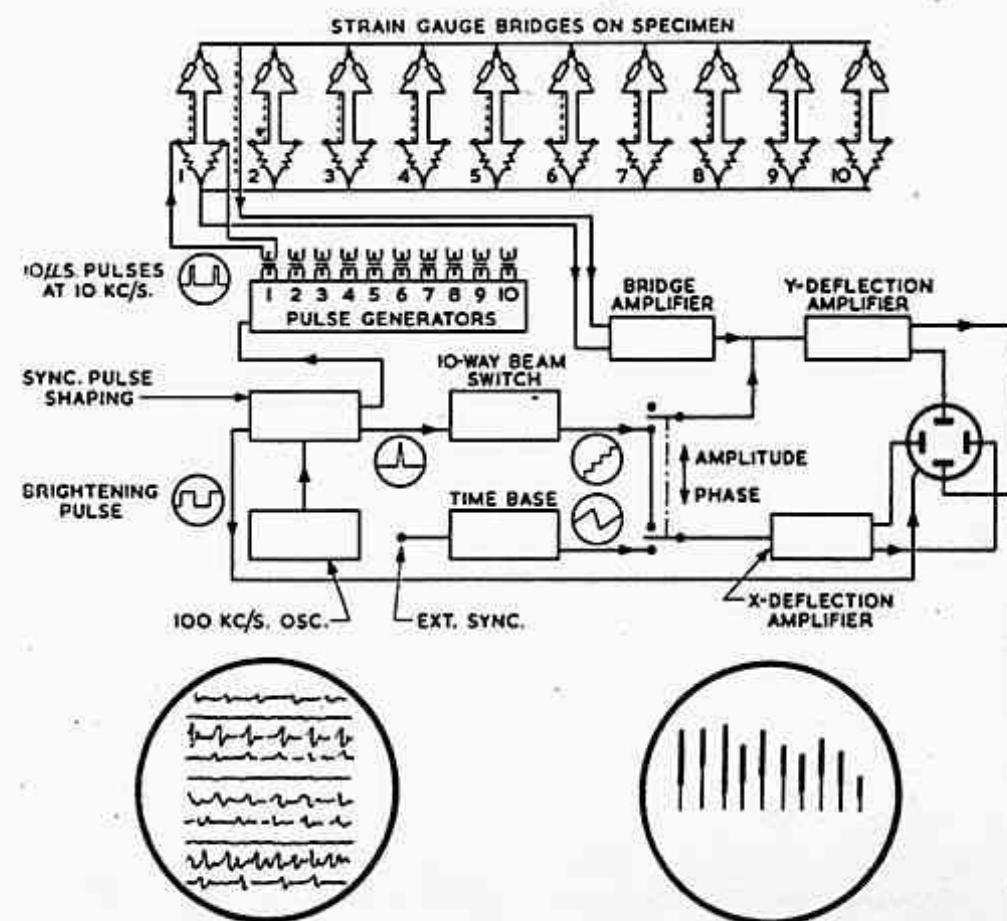 STRAIN GAUGE BRIDGES ON SPECIMEN
1 2 3 4 5 6 7 8 9 10
10μS. PULSES
AT 10 KC/S.
1 2 3 4 5 6 7 8 9 10
PULSE GENERATORS
BRIDGE
AMPLIFIER
Y-DEFLECTION
AMPLIFIER
SYNC. PULSE
SHAPING
10-WAY BEAM
SWITCH
AMPLITUDE
PHASE
BRIGHTENING
PULSE
TIME BASE
100 KC/S. OSC.
EXT. SYNC.
X-DEFLECTION
AMPLIFIER